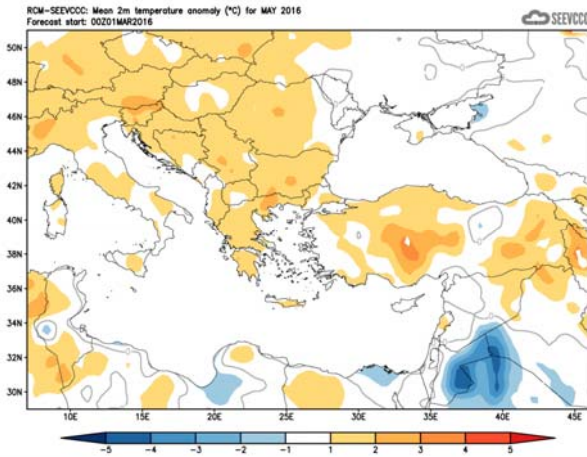 RCM-SEEVCCC: Mean 2m temperature anomaly (°C) for MAY 2016
Forecast start: 00Z01MAR2016
SEEVCCC
50N
48N
46N
44N
42N
40N
38N
36N
34N
32N
30N
10E 15E 20E 25E 30E 35E 40E 45E
-5 -4 -3 -2 -1 1 2 3 4 5